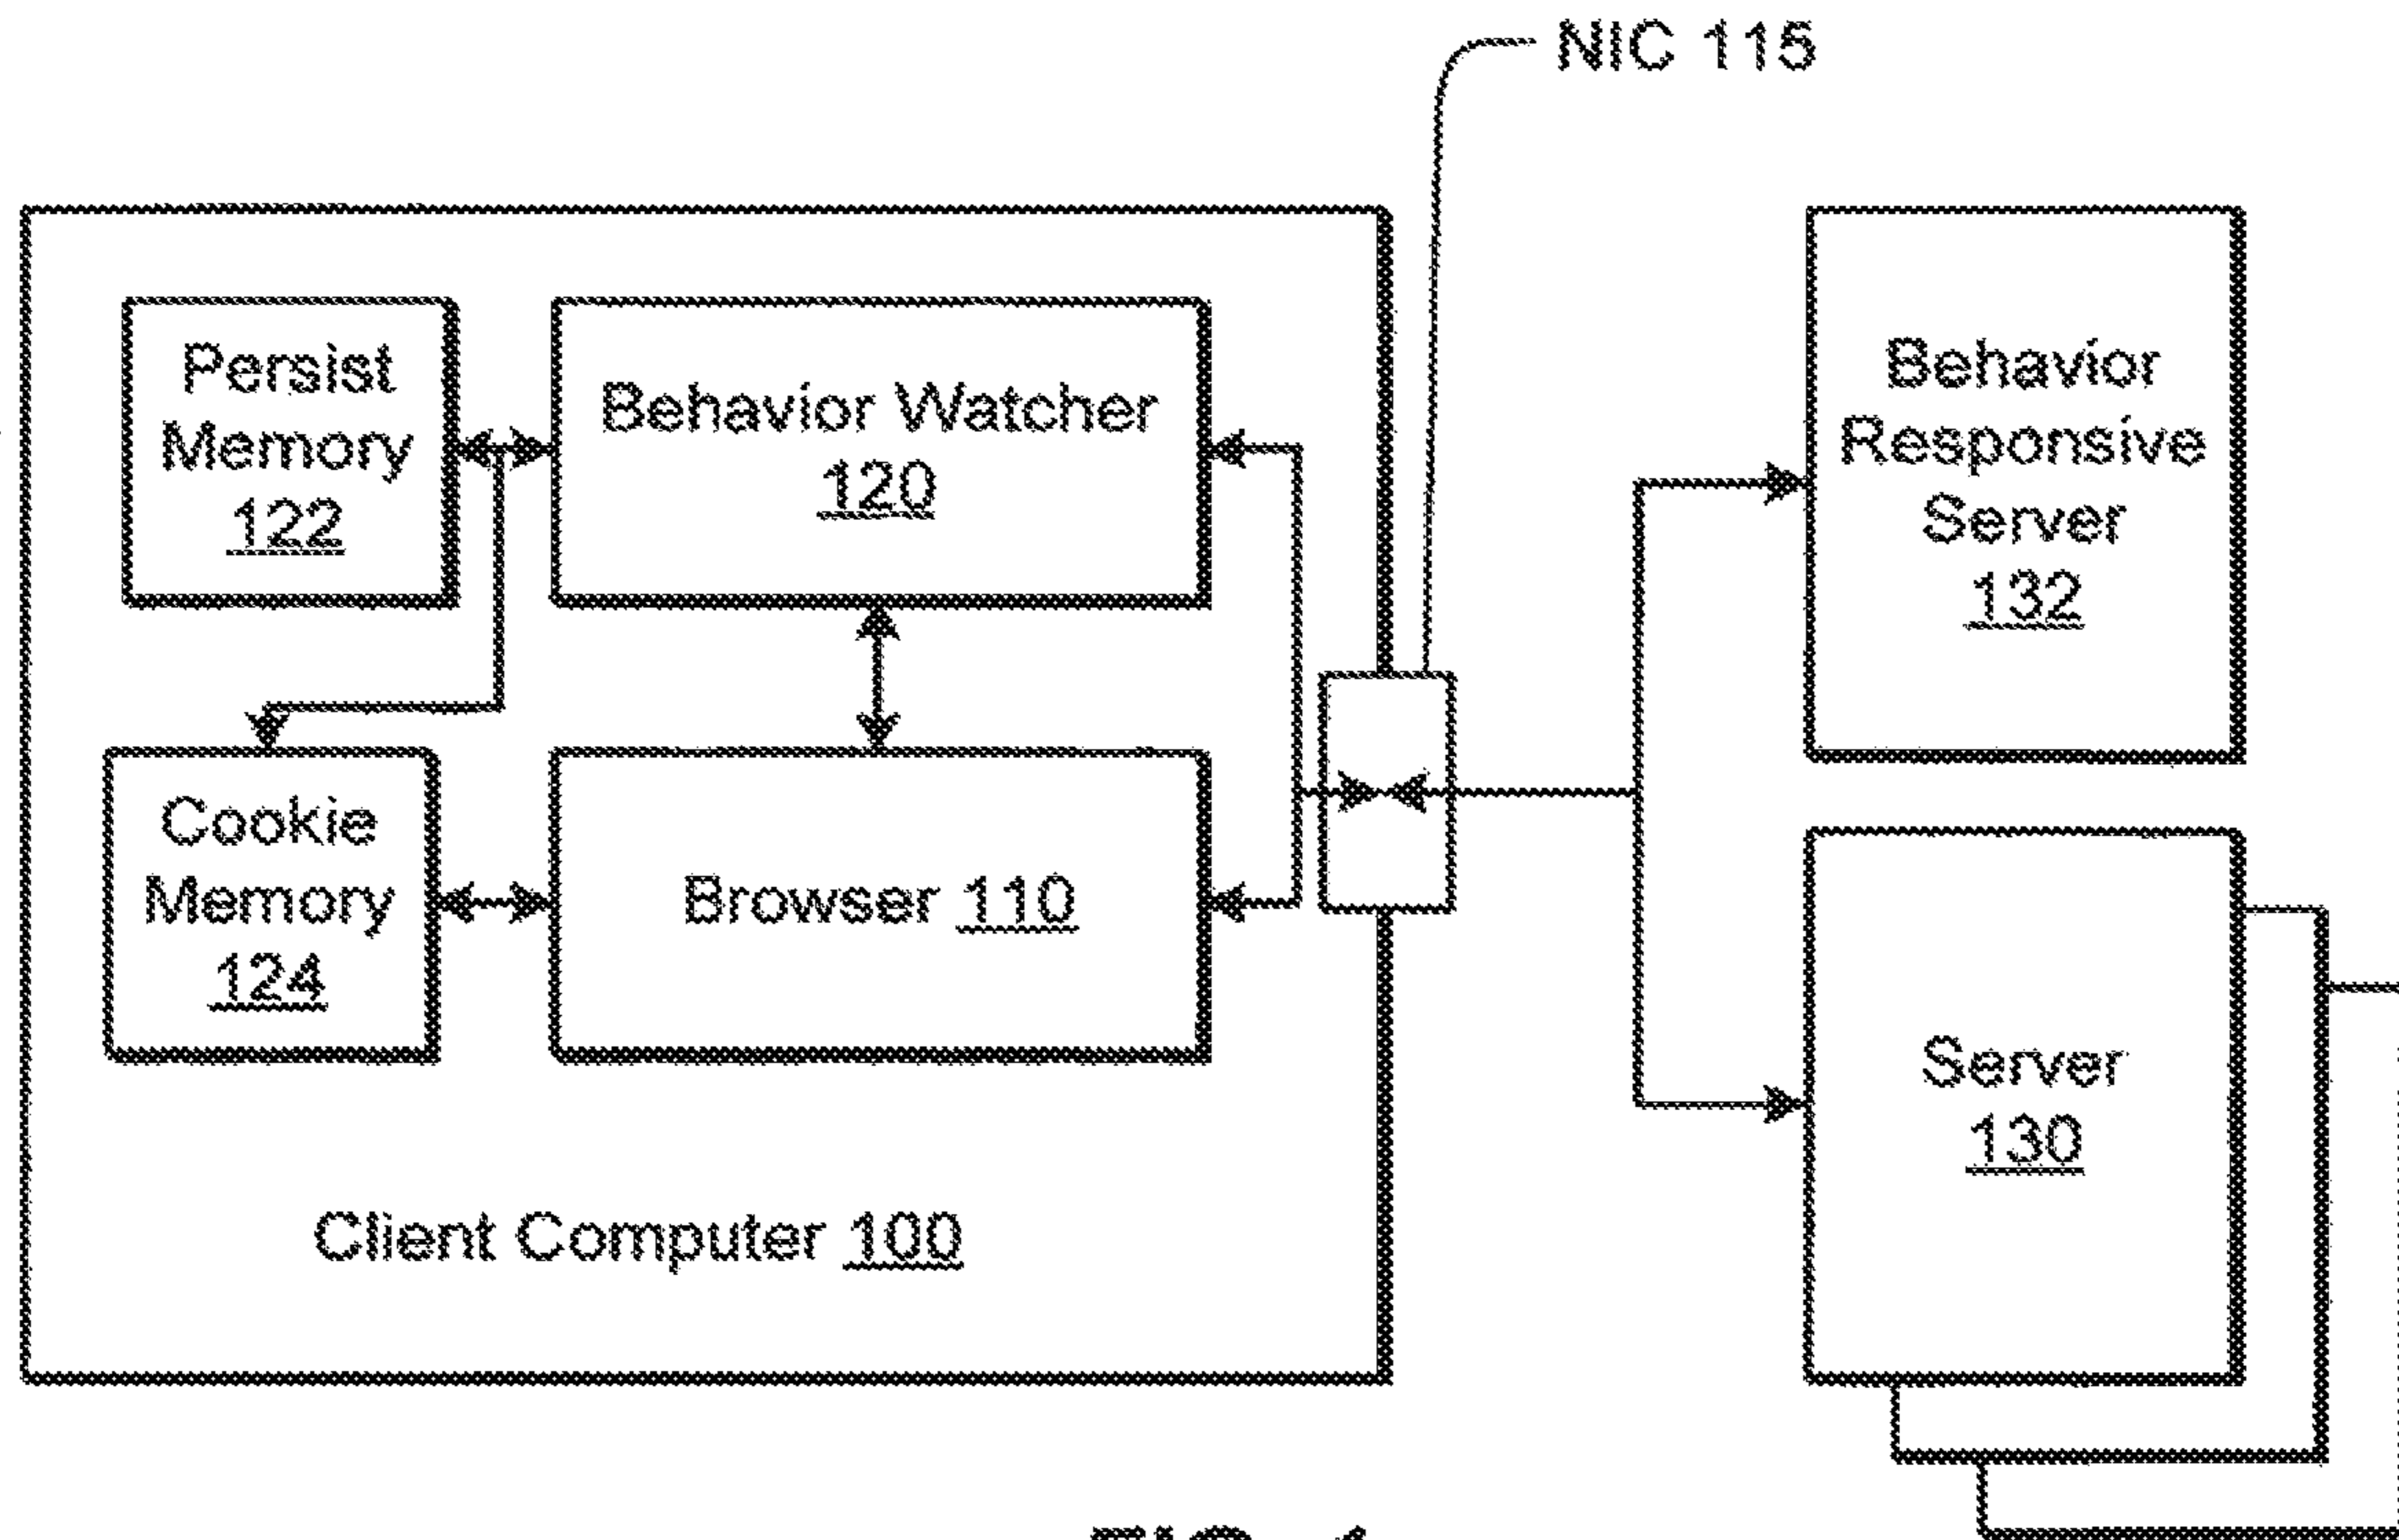 NIC 115
Persist
Memory
122
Behavior Watcher
120
Behavior
Responsive
Server
132
Cookie
Memory
124
Browser 110
Server
130
Client Computer 100